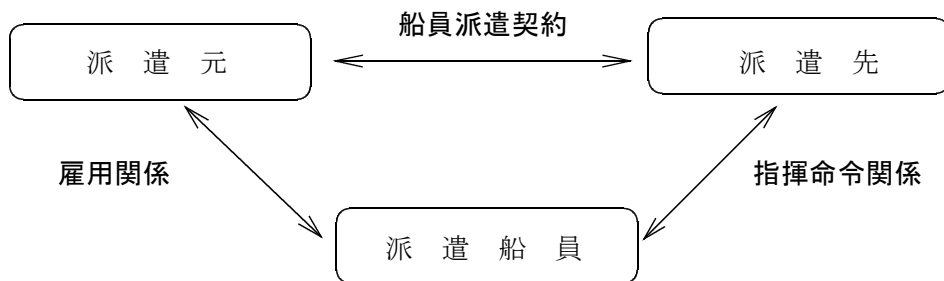 船員派遣契約
派 遣 元
派 遣 先
雇用関係
指揮命令関係
派 遣 船 員